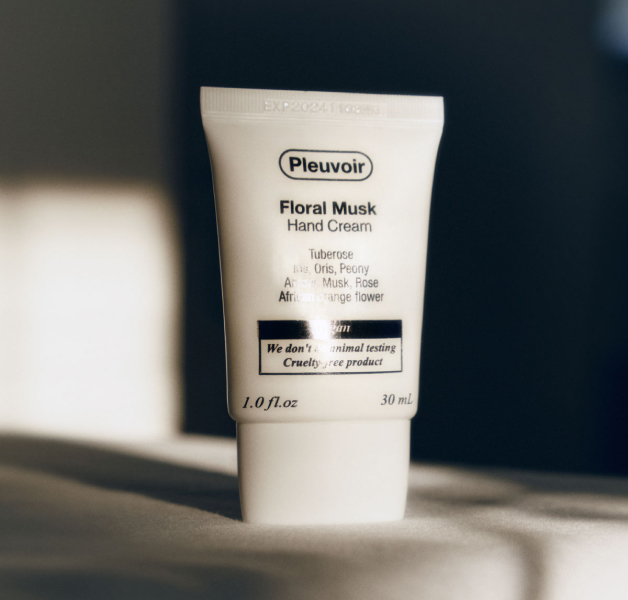 Pleuvoir
Floral Musk
Hand Cream
Tuberose
Oris, Peony
Musk, Rose
flower
We don't animal testing
Cruelty-free product
1.0 fl.oz
30 mL